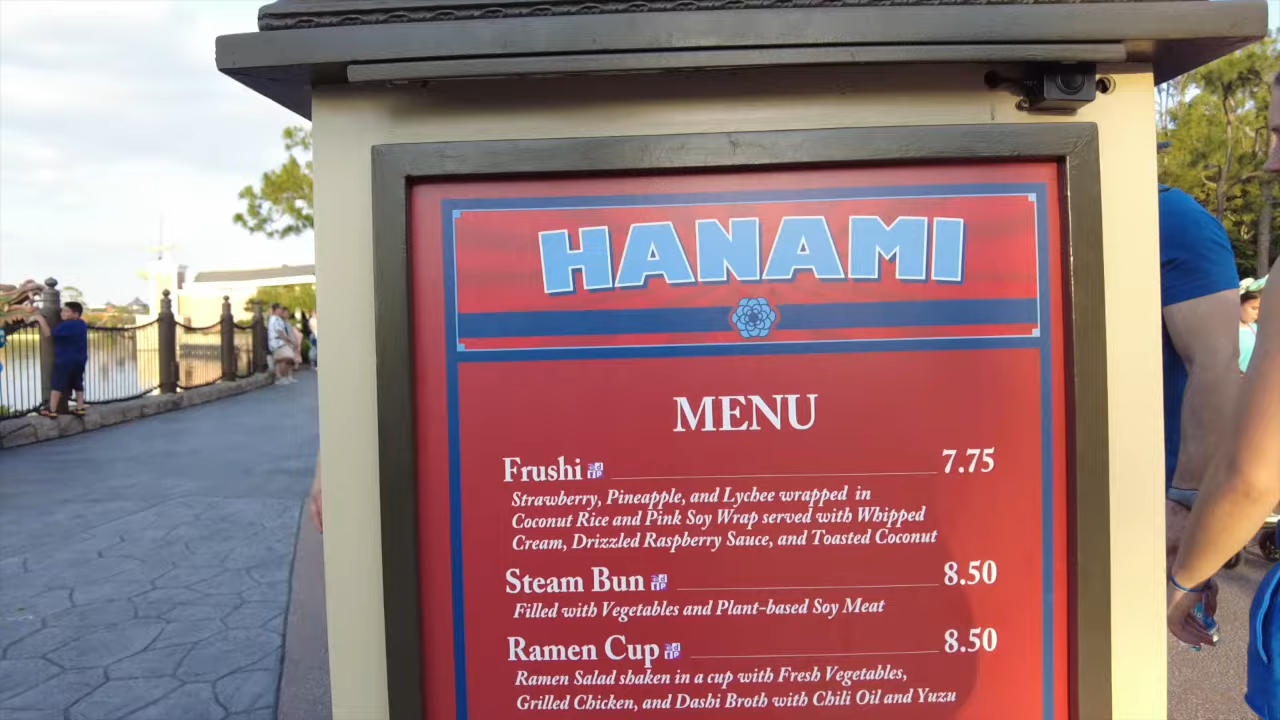 HANAMI
MENU
Frushi 7.75
Strawberry, Pineapple, and Lychee wrapped in
Coconut Rice and Pink Soy Wrap served with Whipped
Cream, Drizzled Raspberry Sauce, and Toasted Coconut
Steam Bun 8.50
Filled with Vegetables and Plant-based Soy Meat
Ramen Cup 8.50
Ramen Salad shaken in a cup with Fresh Vegetables,
Grilled Chicken, and Dashi Broth with Chili Oil and Yuzu